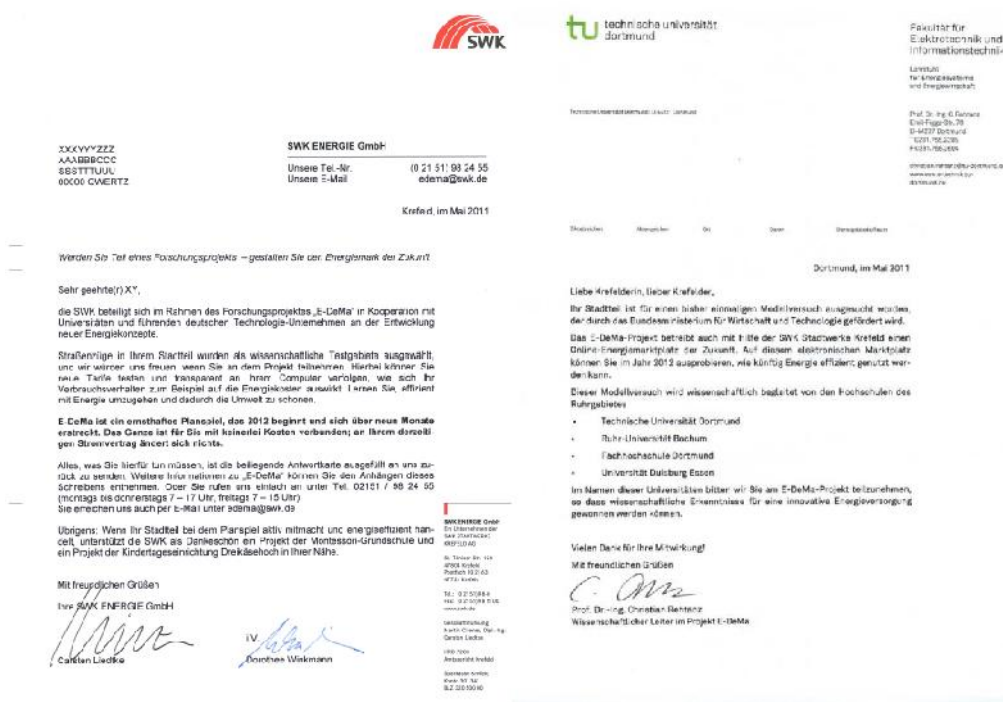 SWK
XXXYYYZZZ
AAABBBCCC
SSSTTTUUU
00000 QWERTZ
SWK ENERGIE GmbH
Unsere Tel.-Nr. (0 21 51) 98 24 55
Unsere E-Mail edema@swk.de
Krefeld, im Mai 2011
Werden Sie Teil eines Forschungsprojekts – gestalten Sie den Energiemarkt der Zukunft
Sehr geehrte(r) XY,
die SWK beteiligt sich im Rahmen des Forschungsprojektes „E-DeMa“ in Kooperation mit
Universitäten und führenden deutschen Technologie-Unternehmen an der Entwicklung
neuer Energiekonzepte.
Straßenzüge in Ihrem Stadtteil wurden als wissenschaftliche Testgebiete ausgewählt,
und wir würden uns freuen, wenn Sie an dem Projekt teilnehmen. Hierbei können Sie
neue Tarife testen und transparent an Ihrem Computer verfolgen, wie sich Ihr
Verbrauchsverhalten zum Beispiel auf die Energiekosten auswirkt. Lernen Sie, effizient
mit Energie umzugehen und dadurch die Umwelt zu schonen.
E-DeMa ist ein ernsthaftes Planspiel, das 2012 beginnt und sich über neun Monate
erstreckt. Das Ganze ist für Sie mit keinerlei Kosten verbunden; an Ihrem derzeiti-
gen Stromvertrag ändert sich nichts.
Alles, was Sie hierfür tun müssen, ist die beiliegende Antwortkarte ausgefüllt an uns zu-
rück zu senden. Weitere Informationen zu „E-DeMa“ können Sie den Anhängen dieses
Schreibens entnehmen. Oder Sie rufen uns einfach an unter Tel. 02151 / 98 24 55
(montags bis donnerstags 7 – 17 Uhr, freitags 7 – 15 Uhr)
Sie erreichen uns auch per E-Mail unter edema@swk.de
Übrigens: Wenn Ihr Stadtteil bei dem Planspiel aktiv mitmacht und energieeffizient han-
delt, unterstützt die SWK als Dankeschön ein Projekt der Montessori-Grundschule und
ein Projekt der Kindertageseinrichtung Dreikäsehoch in Ihrer Nähe.
Mit freundlichen Grüßen
Ihre SWK ENERGIE GmbH
Carsten Liedtke
iV
Dorothee Winkmann
SWK ENERGIE GmbH
tu technische universität
dortmund
Fakultät für
Elektrotechnik und
Informationstechnik
Lehrstuhl
für Energiesysteme
und Energiewirtschaft
Dortmund, im Mai 2011
Liebe Krefelderin, lieber Krefelder,
Ihr Stadtteil ist für einen bisher einmaligen Modellversuch ausgesucht worden,
der durch das Bundesministerium für Wirtschaft und Technologie gefördert wird.
Das E-DeMa-Projekt betreibt auch mit hilfe der SWK Stadtwerke Krefeld einen
Online-Energiemarktplatz der Zukunft. Auf diesem elektronischen Marktplatz
können Sie im Jahr 2012 ausprobieren, wie künftig Energie effizient genutzt wer-
den kann.
Dieser Modellversuch wird wissenschaftlich begleitet von den Hochschulen des
Ruhrgebietes
- Technische Universität Dortmund
- Ruhr-Universität Bochum
- Fachhochschule Dortmund
- Universität Duisburg Essen
Im Namen dieser Universitäten bitten wir Sie am E-DeMa-Projekt teilzunehmen,
so dass wissenschaftliche Erkenntnisse für eine innovative Energieversorgung
gewonnen werden können.
Vielen Dank für Ihre Mitwirkung!
Mit freundlichen Grüßen
Prof. Dr.-Ing. Christian Rehtanz
Wissenschaftlicher Leiter im Projekt E-DeMa